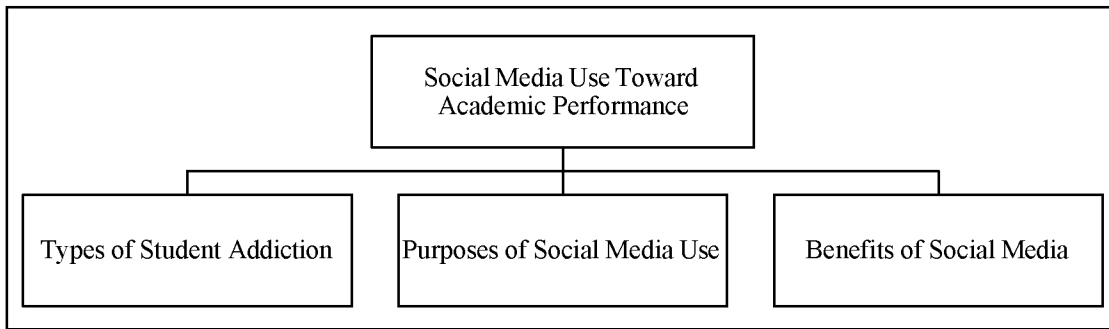 Social Media Use Toward
Academic Performance
Types of Student Addiction
Purposes of Social Media Use
Benefits of Social Media